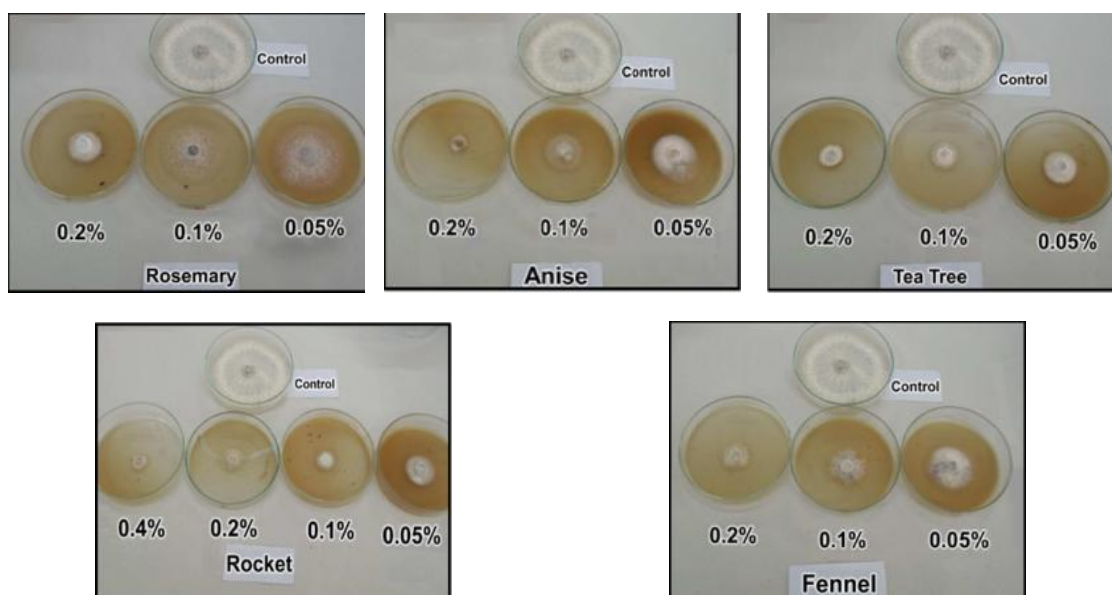 Control
0.2% 0.1% 0.05%
Rosemary
Control
0.2% 0.1% 0.05%
Anise
Control
0.2% 0.1% 0.05%
Tea Tree
Control
0.4% 0.2% 0.1% 0.05%
Rocket
Control
0.2% 0.1% 0.05%
Fennel